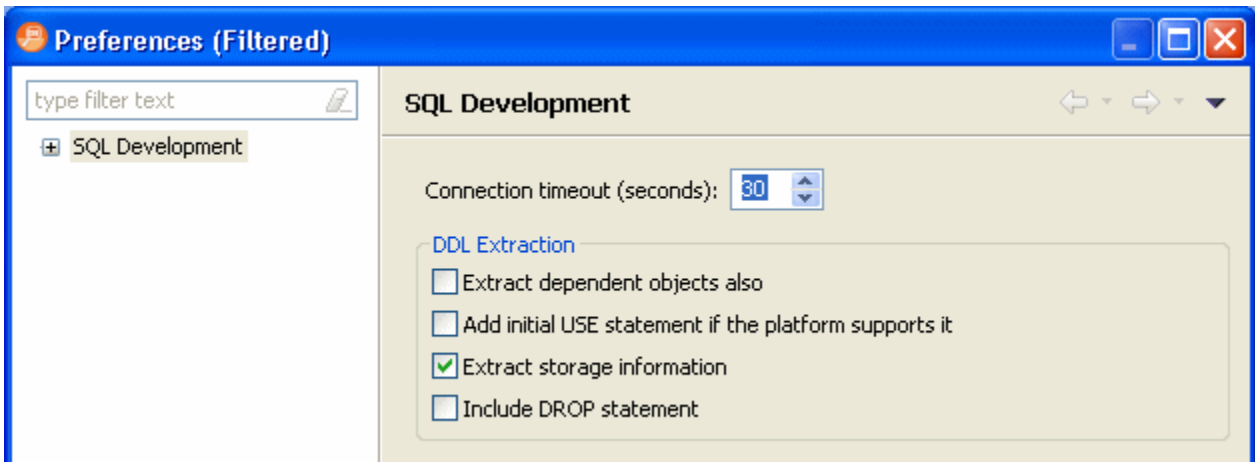 Preferences (Filtered)
type filter text
SQL Development
SQL Development
Connection timeout (seconds): 30
DDL Extraction
Extract dependent objects also
Add initial USE statement if the platform supports it
Extract storage information
Include DROP statement